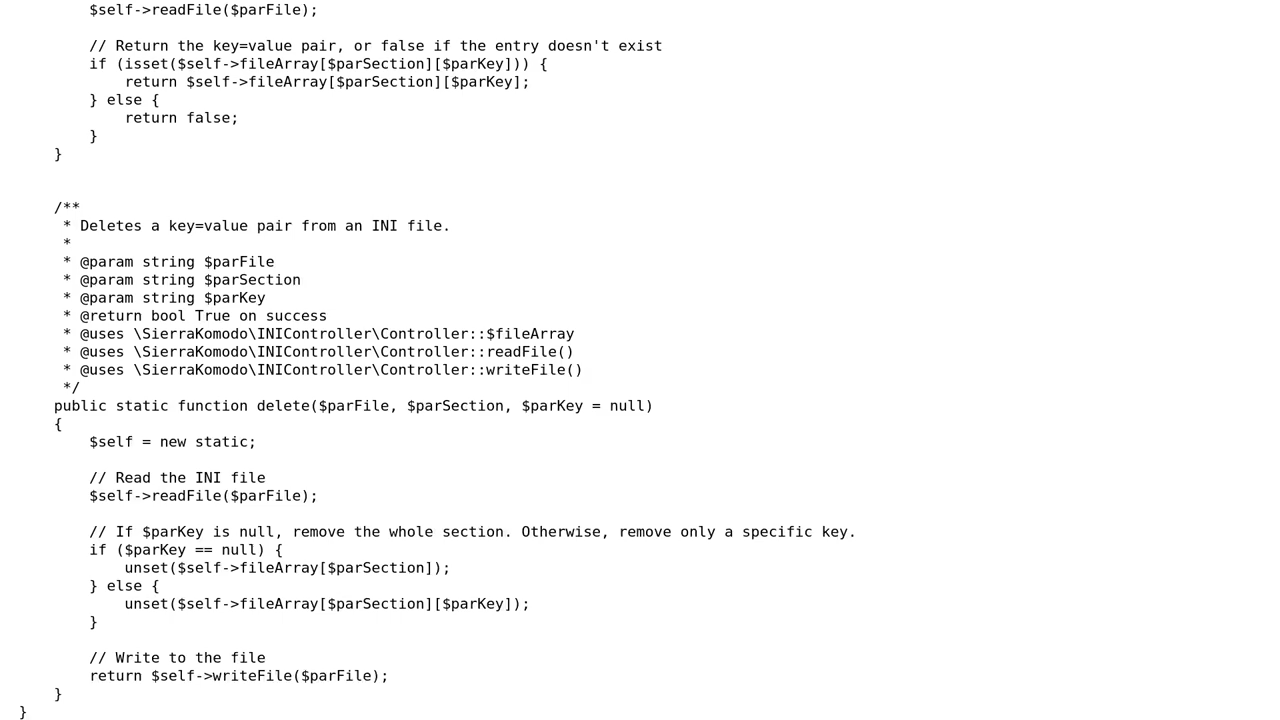 $self->readFile($parFile);

        // Return the key=value pair, or false if the entry doesn't exist
        if (isset($self->fileArray[$parSection][$parKey])) {
            return $self->fileArray[$parSection][$parKey];
        } else {
            return false;
        }
    }


    /**
     * Deletes a key=value pair from an INI file.
     *
     * @param string $parFile
     * @param string $parSection
     * @param string $parKey
     * @return bool True on success
     * @uses \SierraKomodo\INIController\Controller::$fileArray
     * @uses \SierraKomodo\INIController\Controller::readFile()
     * @uses \SierraKomodo\INIController\Controller::writeFile()
     */
    public static function delete($parFile, $parSection, $parKey = null)
    {
        $self = new static;

        // Read the INI file
        $self->readFile($parFile);

        // If $parKey is null, remove the whole section. Otherwise, remove only a specific key.
        if ($parKey == null) {
            unset($self->fileArray[$parSection]);
        } else {
            unset($self->fileArray[$parSection][$parKey]);
        }

        // Write to the file
        return $self->writeFile($parFile);
    }
}